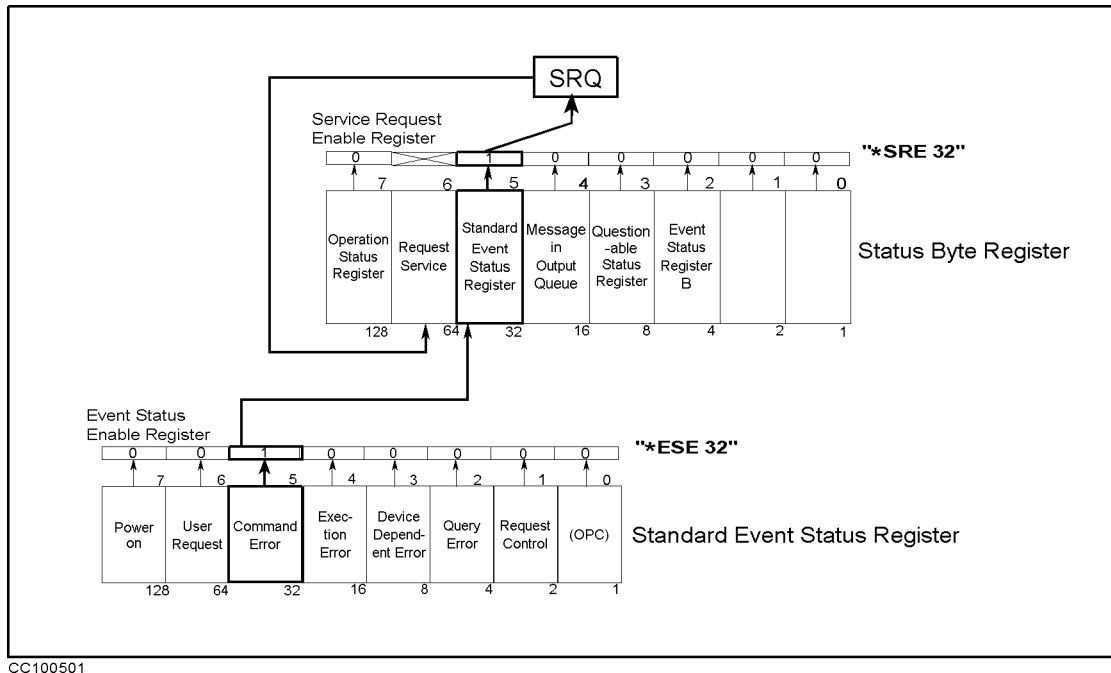 SRQ
Service Request
Enable Register
0 1 0 0 0 0 0
"*SRE 32"
7 6 5 4 3 2 1 0
Operation
Status
Register
Request
Service
Standard
Event
Status
Register
Message
in
Output
Queue
Question
-able
Status
Register
Event
Status
Register
B
Status Byte Register
128 64 32 16 8 4 2 1
Event Status
Enable Register
0 0 1 0 0 0 0 0
"*ESE 32"
7 6 5 4 3 2 1 0
Power
on
User
Request
Command
Error
Exec-
tion
Error
Device
Depend-
ent Error
Query
Error
Request
Control
(OPC)
Standard Event Status Register
128 64 32 16 8 4 2 1
CC100501